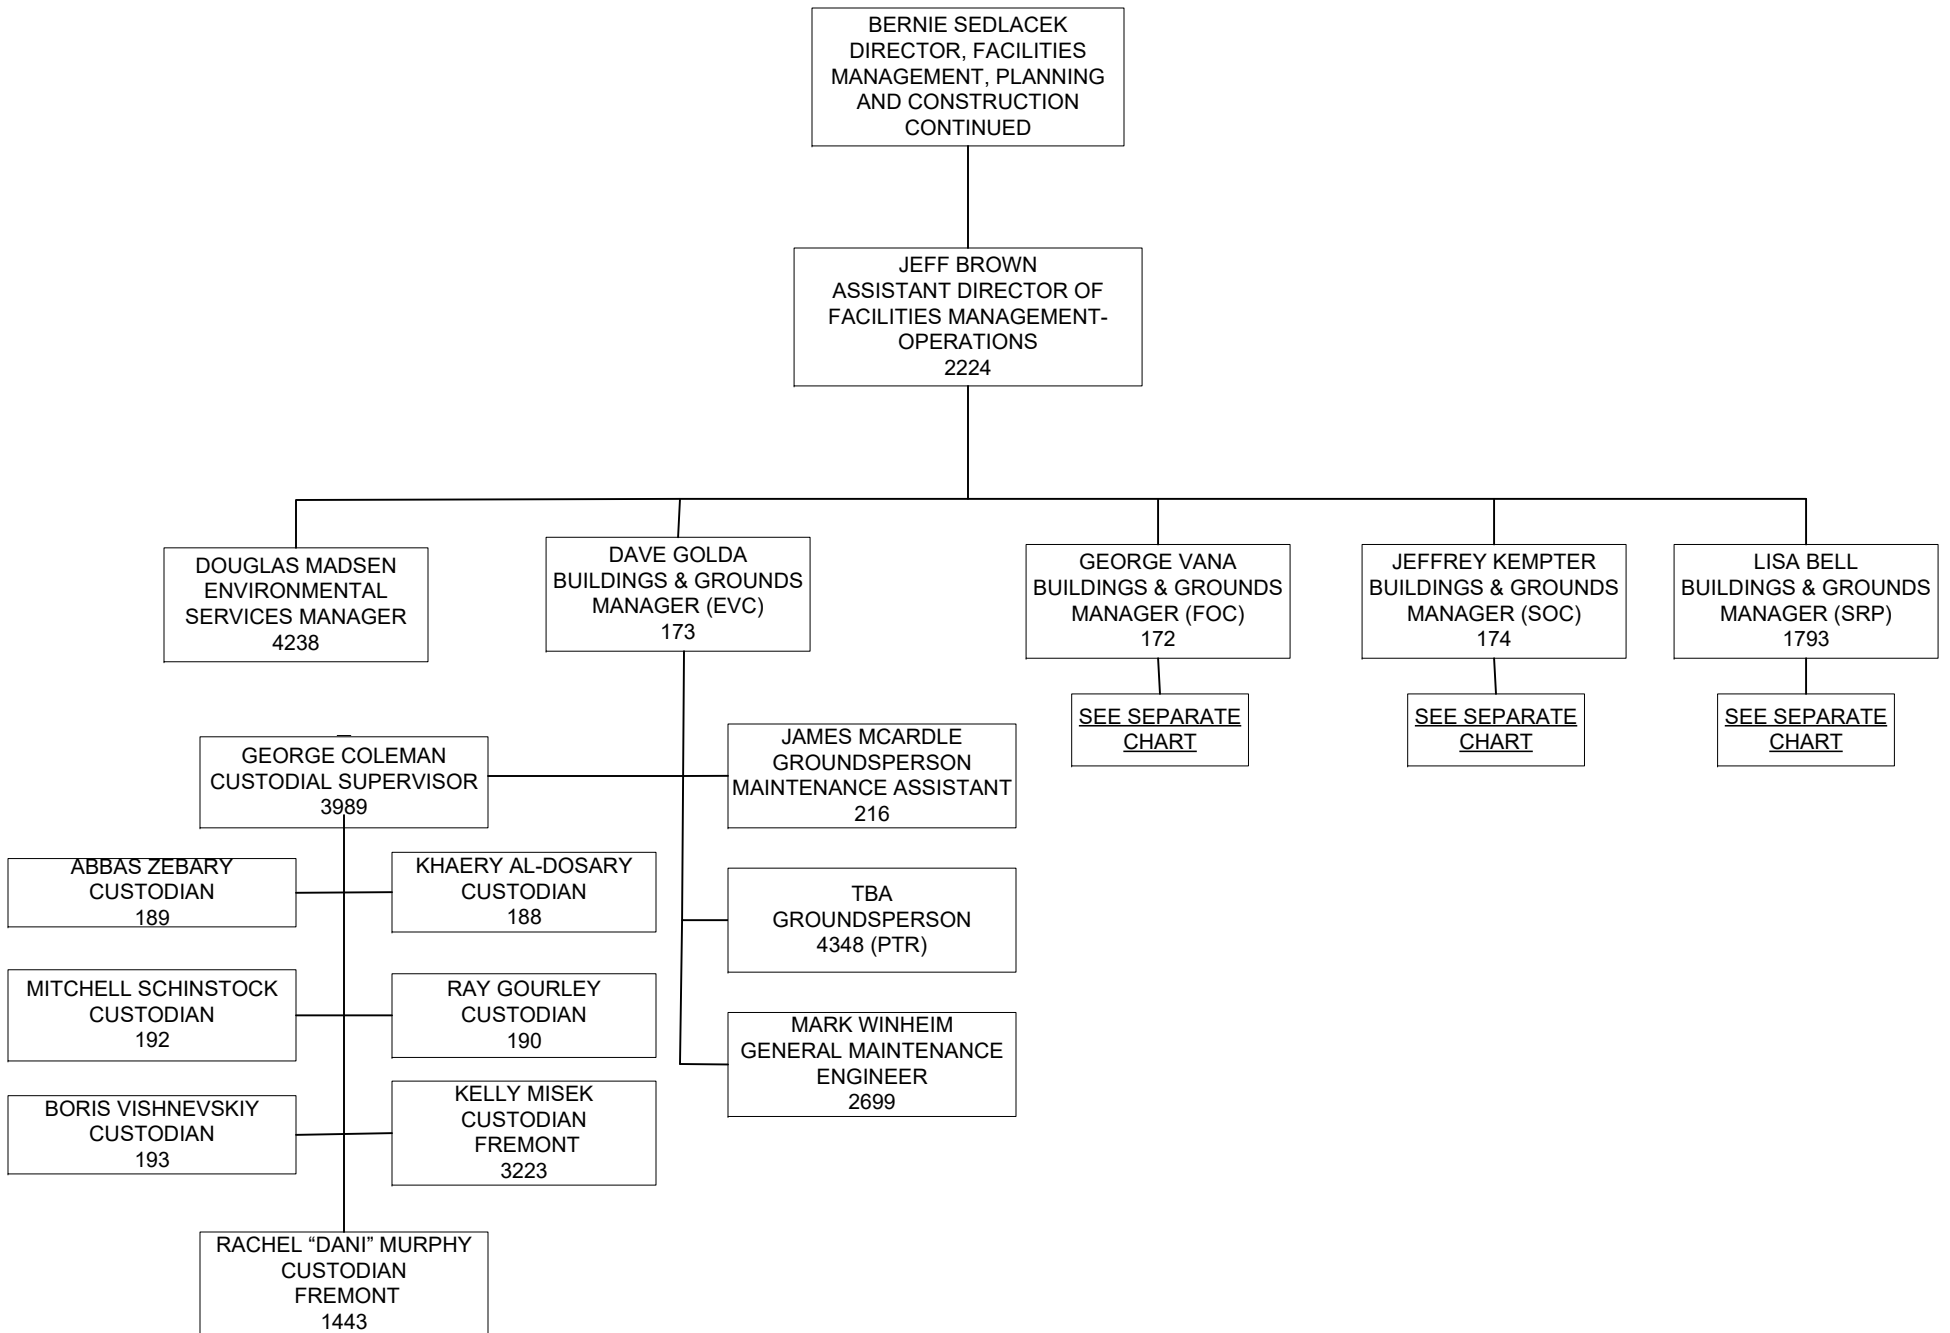 BERNIE SEDLACEK
DIRECTOR, FACILITIES
MANAGEMENT, PLANNING
AND CONSTRUCTION
CONTINUED
JEFF BROWN
ASSISTANT DIRECTOR OF
FACILITIES MANAGEMENT-
OPERATIONS
2224
DOUGLAS MADSEN
ENVIRONMENTAL
SERVICES MANAGER
4238
DAVE GOLDA
BUILDINGS & GROUNDS
MANAGER (EVC)
173
GEORGE VANA
BUILDINGS & GROUNDS
MANAGER (FOC)
172
JEFFREY KEMPTER
BUILDINGS & GROUNDS
MANAGER (SOC)
174
LISA BELL
BUILDINGS & GROUNDS
MANAGER (SRP)
1793
SEE SEPARATE
CHART
SEE SEPARATE
CHART
SEE SEPARATE
CHART
GEORGE COLEMAN
CUSTODIAL SUPERVISOR
3989
JAMES MCARDLE
GROUNDSPERSON
MAINTENANCE ASSISTANT
216
ABBAS ZEBARY
CUSTODIAN
189
KHAERY AL-DOSARY
CUSTODIAN
188
TBA
GROUNDSPERSON
4348 (PTR)
MITCHELL SCHINSTOCK
CUSTODIAN
192
RAY GOURLEY
CUSTODIAN
190
MARK WINHEIM
GENERAL MAINTENANCE
ENGINEER
2699
BORIS VISHNEVSKIY
CUSTODIAN
193
KELLY MISEK
CUSTODIAN
FREMONT
3223
RACHEL “DANI” MURPHY
CUSTODIAN
FREMONT
1443